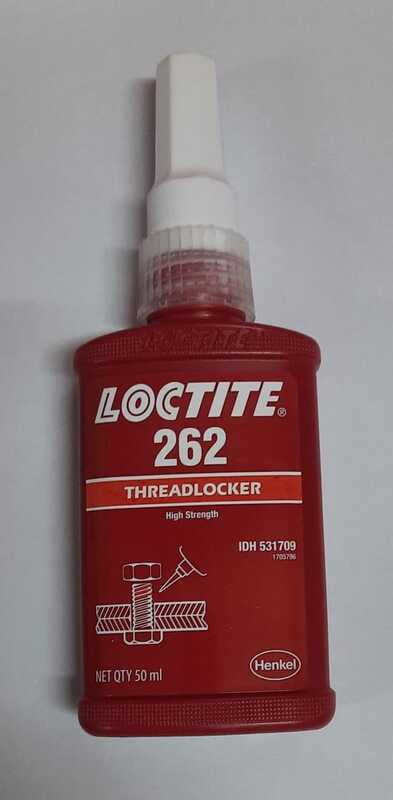 LOCTITE
LOCTITE®
262
THREADLOCKER
High Strength
IDH 531709
1705796
NET QTY 50 ml
Henkel